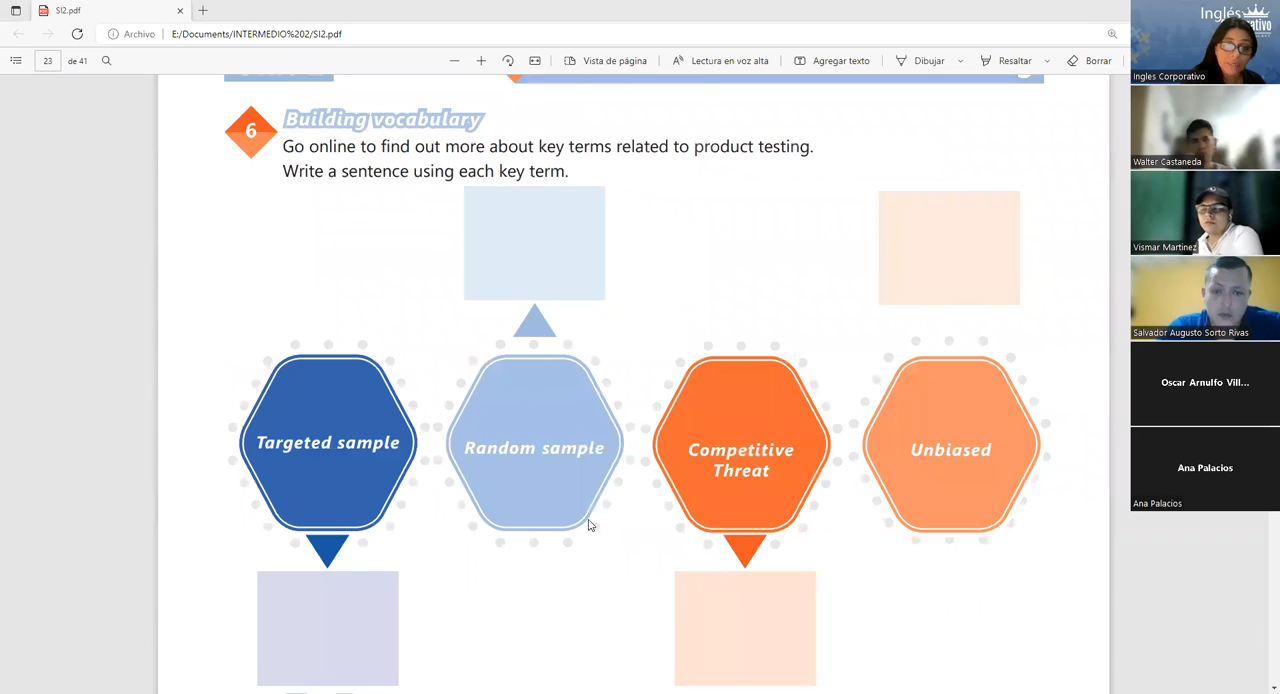 SI2.pdf
Archivo
E:/Documents/INTERMEDIO%202/SI2.pdf
23
de 41
Vista de página
Lectura en voz alta
Agregar texto
Dibujar
Resaltar
Borrar
6
Building vocabulary
Go online to find out more about key terms related to product testing.
Write a sentence using each key term.
Targeted sample
Random sample
Competitive
Threat
Unbiased
Inglés
Ingles Corporativo
Walter Castaneda
Vismar Martinez
Salvador Augusto Sorto Rivas
Oscar Arnulfo Vill...
Ana Palacios
Ana Palacios